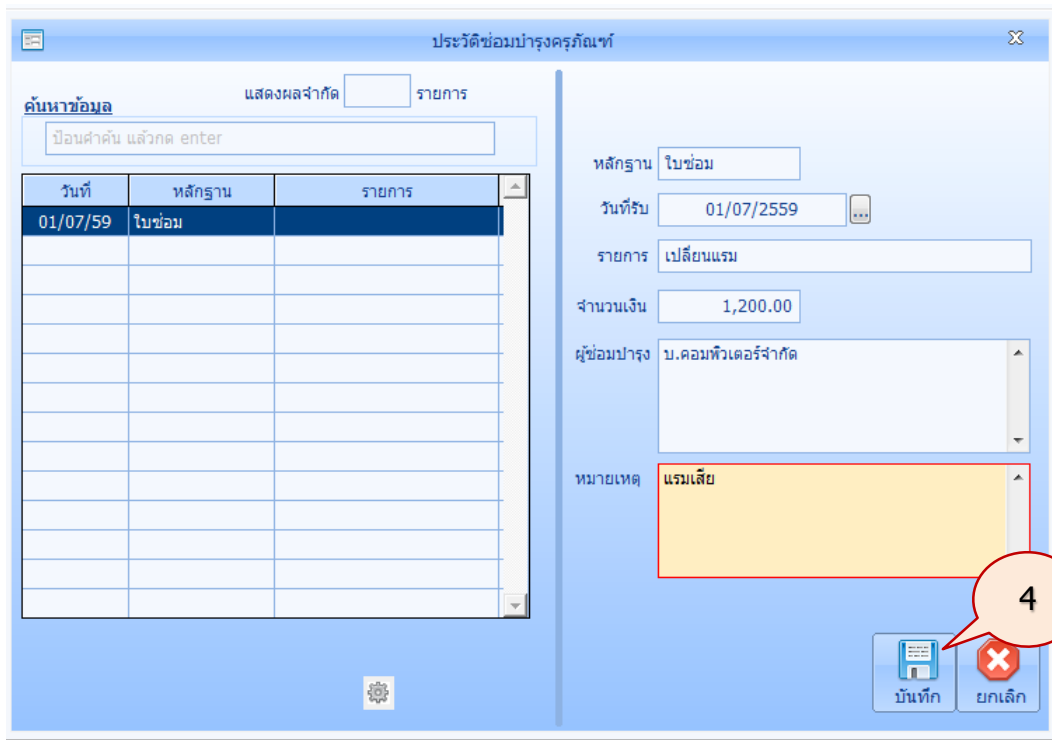 ประวัติซ่อมบำรุงครุภัณฑ์
แสดงผลจำกัด รายการ
ค้นหาข้อมูล
ป้อนคำค้น แล้วกด enter
วันที่ หลักฐาน รายการ
01/07/59 ใบซ่อม
หลักฐาน ใบซ่อม
วันที่รับ 01/07/2559 ...
รายการ เปลี่ยนแรม
จำนวนเงิน 1,200.00
ผู้ซ่อมบำรุง บ.คอมพิวเตอร์จำกัด
หมายเหตุ แรมเสีย
4
บันทึก ยกเลิก